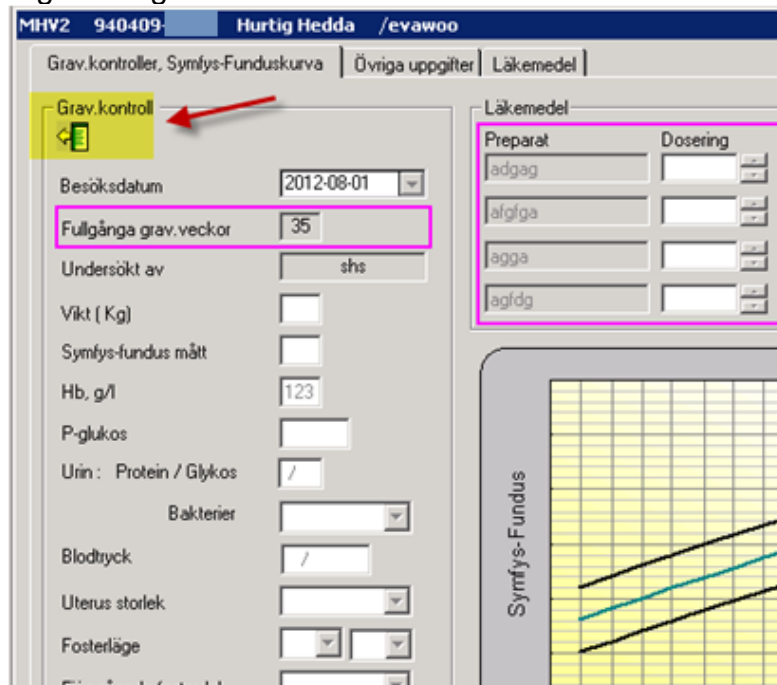 MHV2 940409- Hurtig Hedda /evawoo
Grav.kontroller, Symfys-Funduskurva Övriga uppgifter Läkemedel
Grav.kontroll
Besöksdatum 2012-08-01
Fullgånga grav.veckor 35
Undersökt av shs
Vikt ( Kg)
Symfys-fundus mått
Hb, g/l 123
P-glukos
Urin : Protein / Glykos /
Bakterier
Blodtryck /
Uterus storlek
Fosterläge
Läkemedel
Preparat Dosering
adgag
afgfga
agga
agfdg
Symfys-Fundus